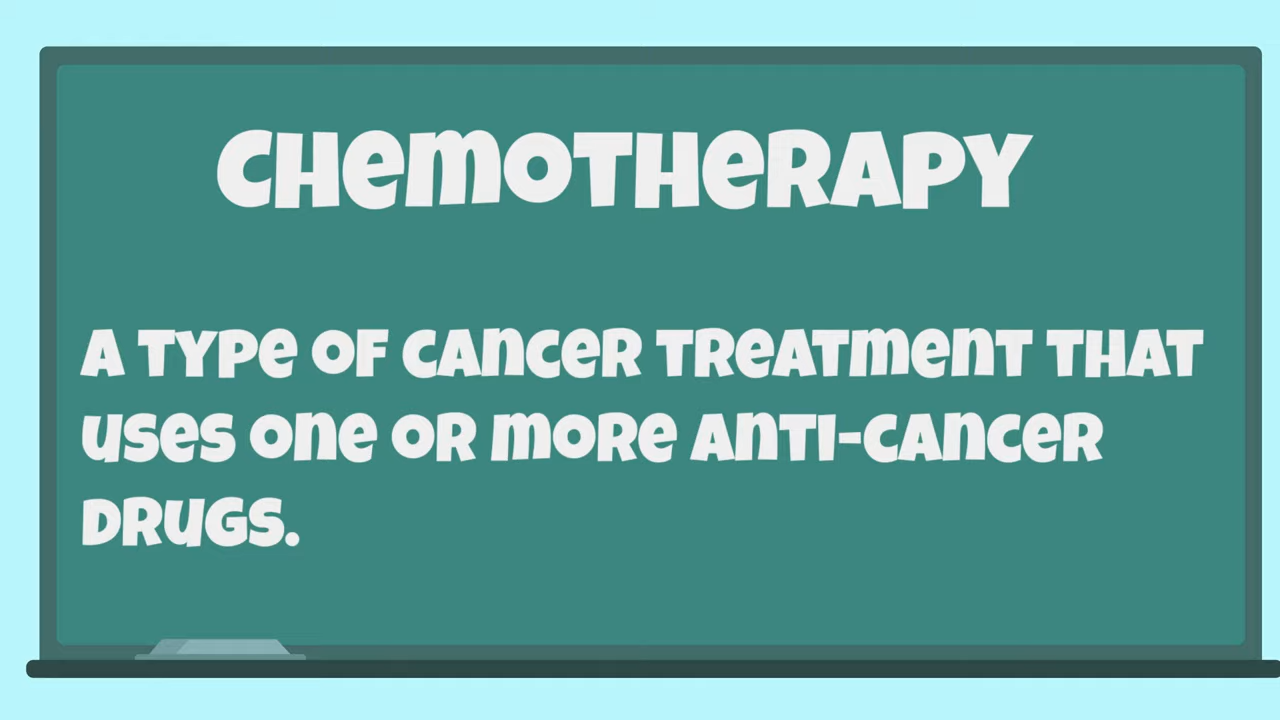 CHEMOTHERAPY
A TYPE OF CANCER TREATMENT THAT
USES ONE OR MORE ANTI-CANCER
DRUGS.